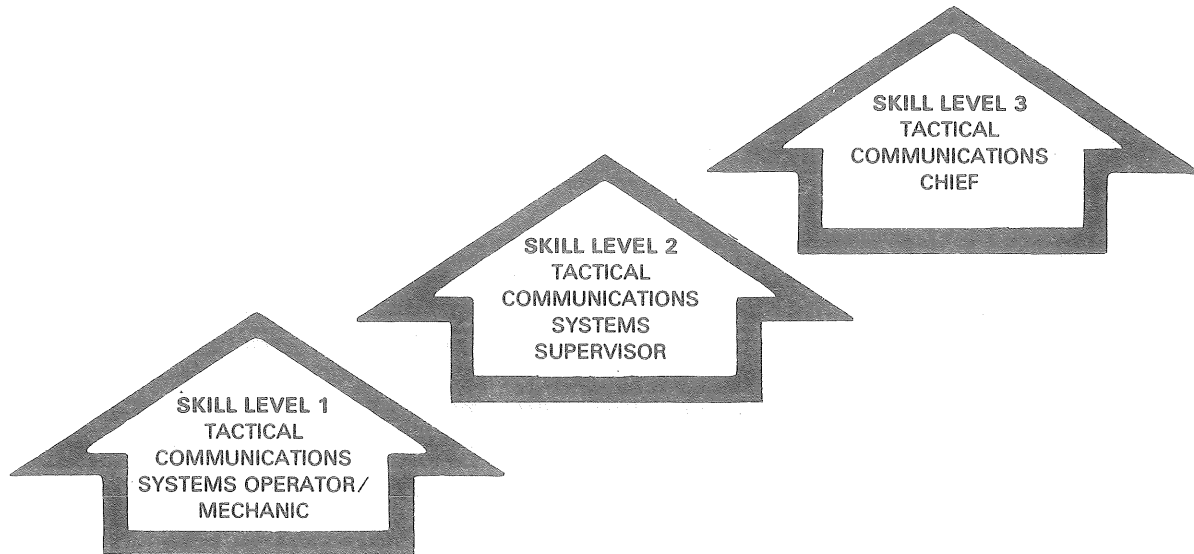 SKILL LEVEL 3
TACTICAL
COMMUNICATIONS
CHIEF
SKILL LEVEL 2
TACTICAL
COMMUNICATIONS
SYSTEMS
SUPERVISOR
SKILL LEVEL 1
TACTICAL
COMMUNICATIONS
SYSTEMS OPERATOR/
MECHANIC